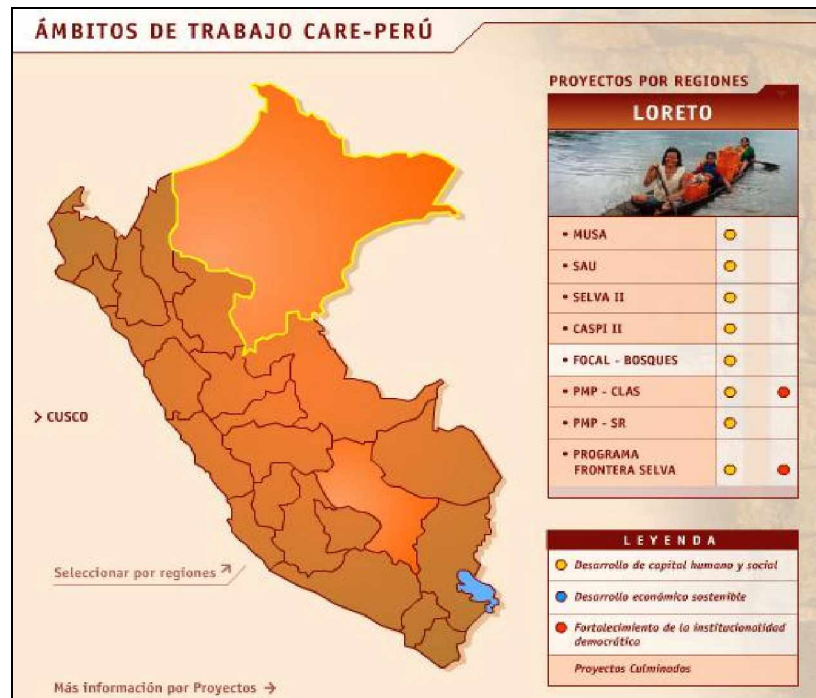 ÁMBITOS DE TRABAJO CARE-PERÚ
PROYECTOS POR REGIONES
LORETO
• MUSA
• SAU
• SELVA II
• CASPI II
• FOCAL - BOSQUES
• PMP - CLAS
• PMP - SR
• PROGRAMA
FRONTERA SELVA
> CUSCO
LEYENDA
Desarrollo de capital humano y social
Desarrollo económico sostenible
Fortalecimiento de la institucionalidad
democrática
Proyectos Culminados
Seleccionar por regiones
Más información por Proyectos →